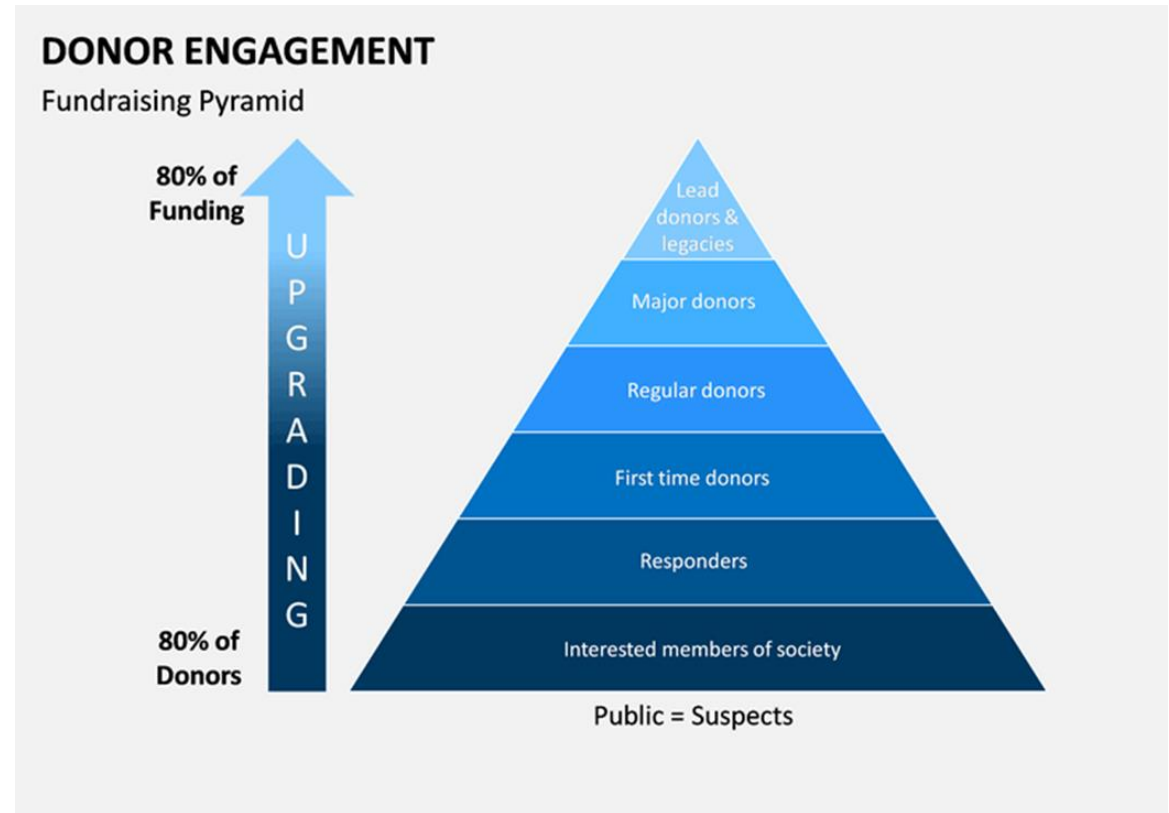 DONOR ENGAGEMENT
Fundraising Pyramid
80% of
Funding
UPGRADING
80% of
Donors
Lead
donors &
legacies
Major donors
Regular donors
First time donors
Responders
Interested members of society
Public = Suspects